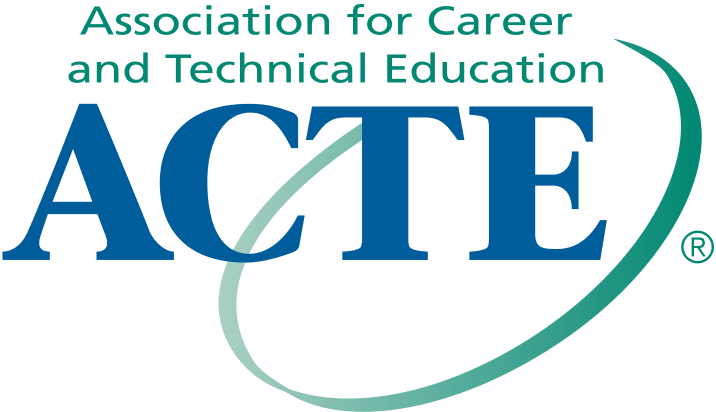 Association for Career
and Technical Education
ACTE
®